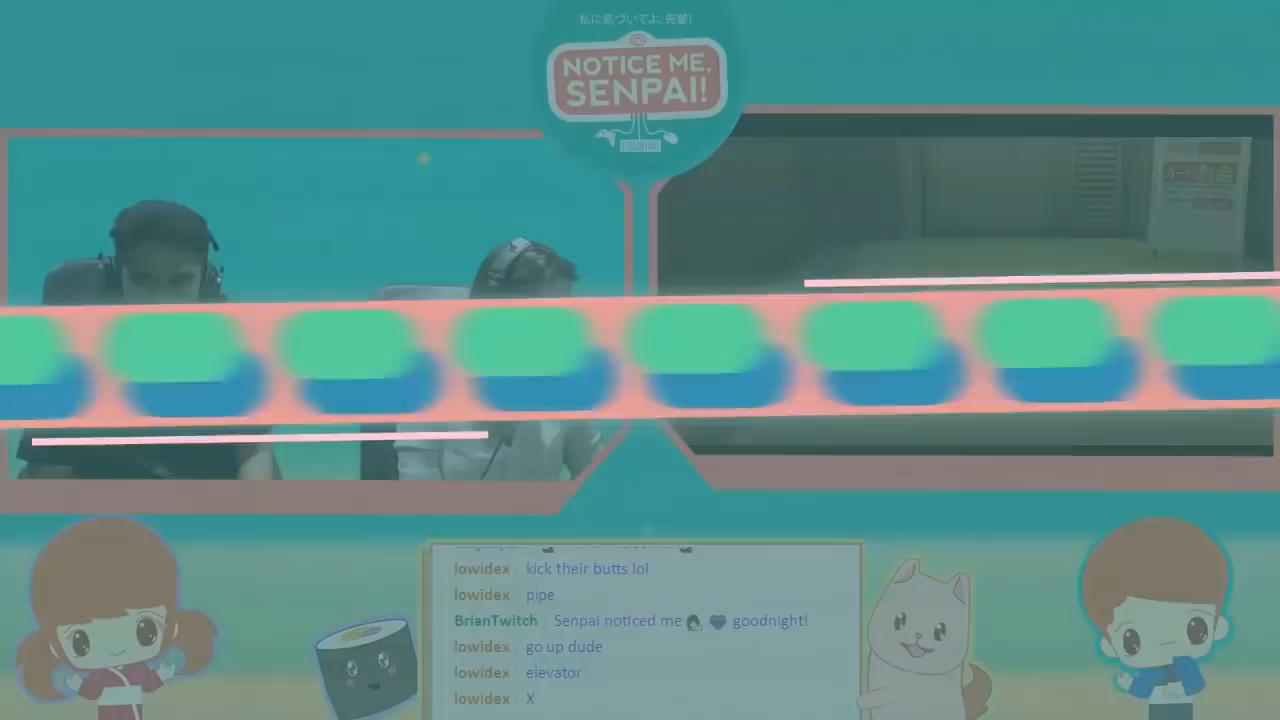 私に気づいてよ、先輩!
NOTICE ME,
SENPAI!
lowidex : kick their butts lol
lowidex : pipe
BrianTwitch : Senpai noticed me goodnight!
lowidex : go up dude
lowidex : elevator
lowidex : X